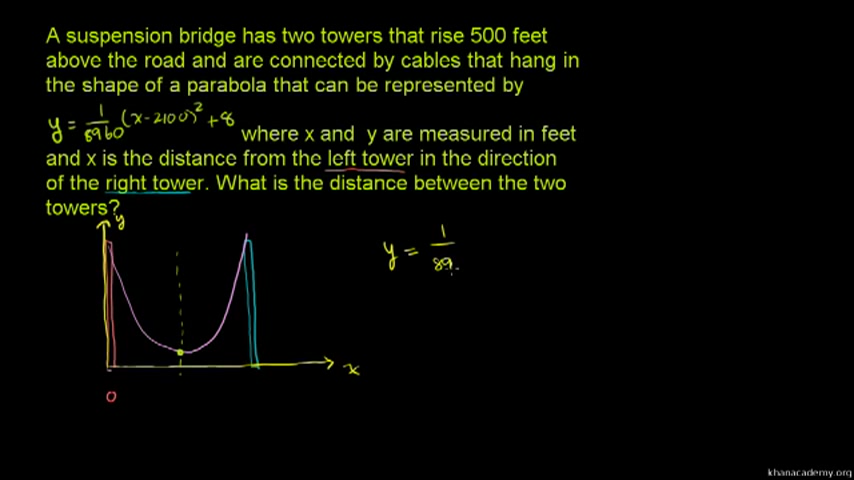 A suspension bridge has two towers that rise 500 feet
above the road and are connected by cables that hang in
the shape of a parabola that can be represented by
y = 1/8960 (x-2100)² + 8 where x and y are measured in feet
and x is the distance from the left tower in the direction
of the right tower. What is the distance between the two
towers?
y
y = 1/89
x
0
khanacademy.org